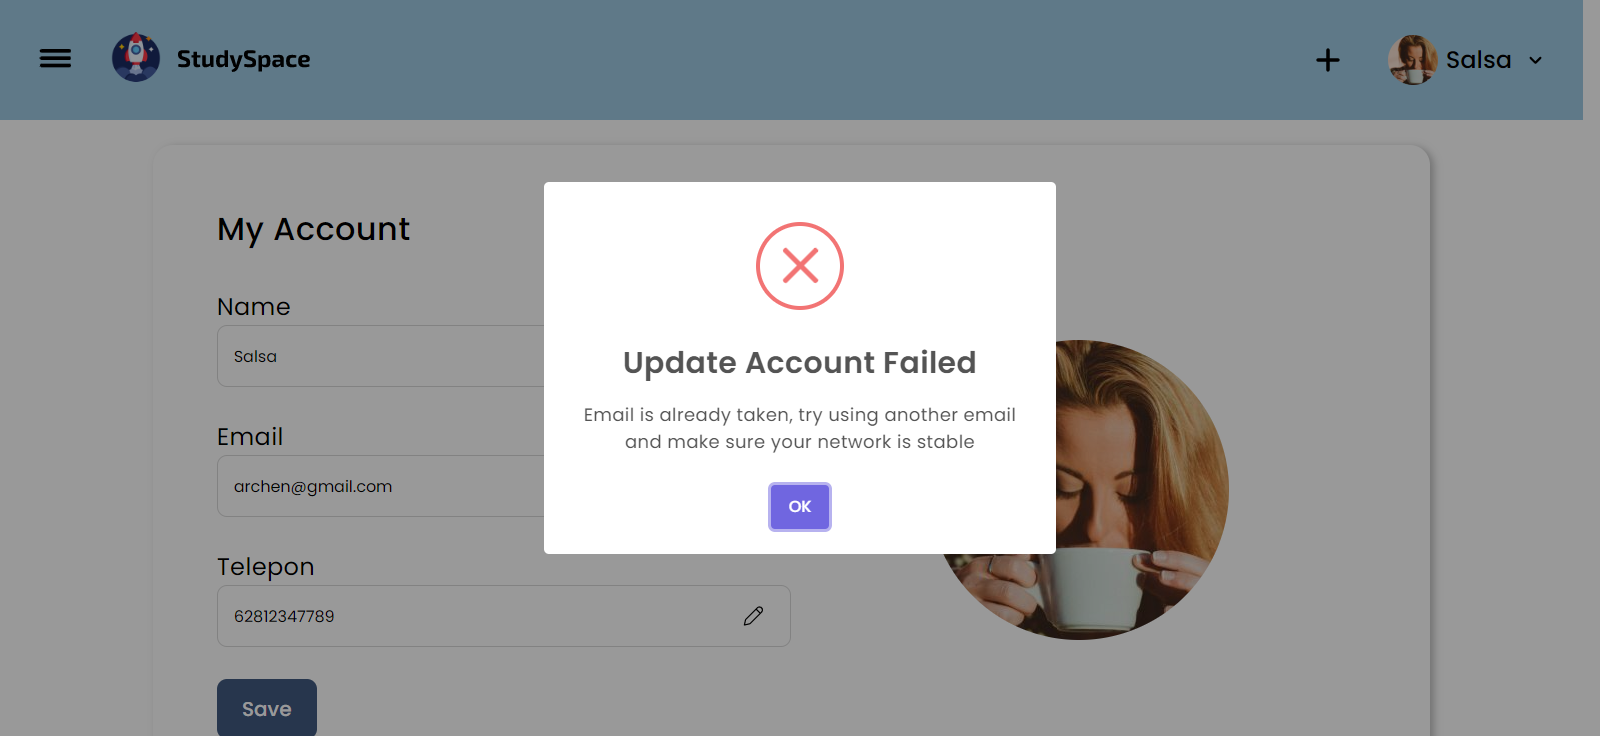 StudySpace
Salsa
My Account
Name
Salsa
Email
archen@gmail.com
Telepon
62812347789
Save
Update Account Failed
Email is already taken, try using another email
and make sure your network is stable
OK